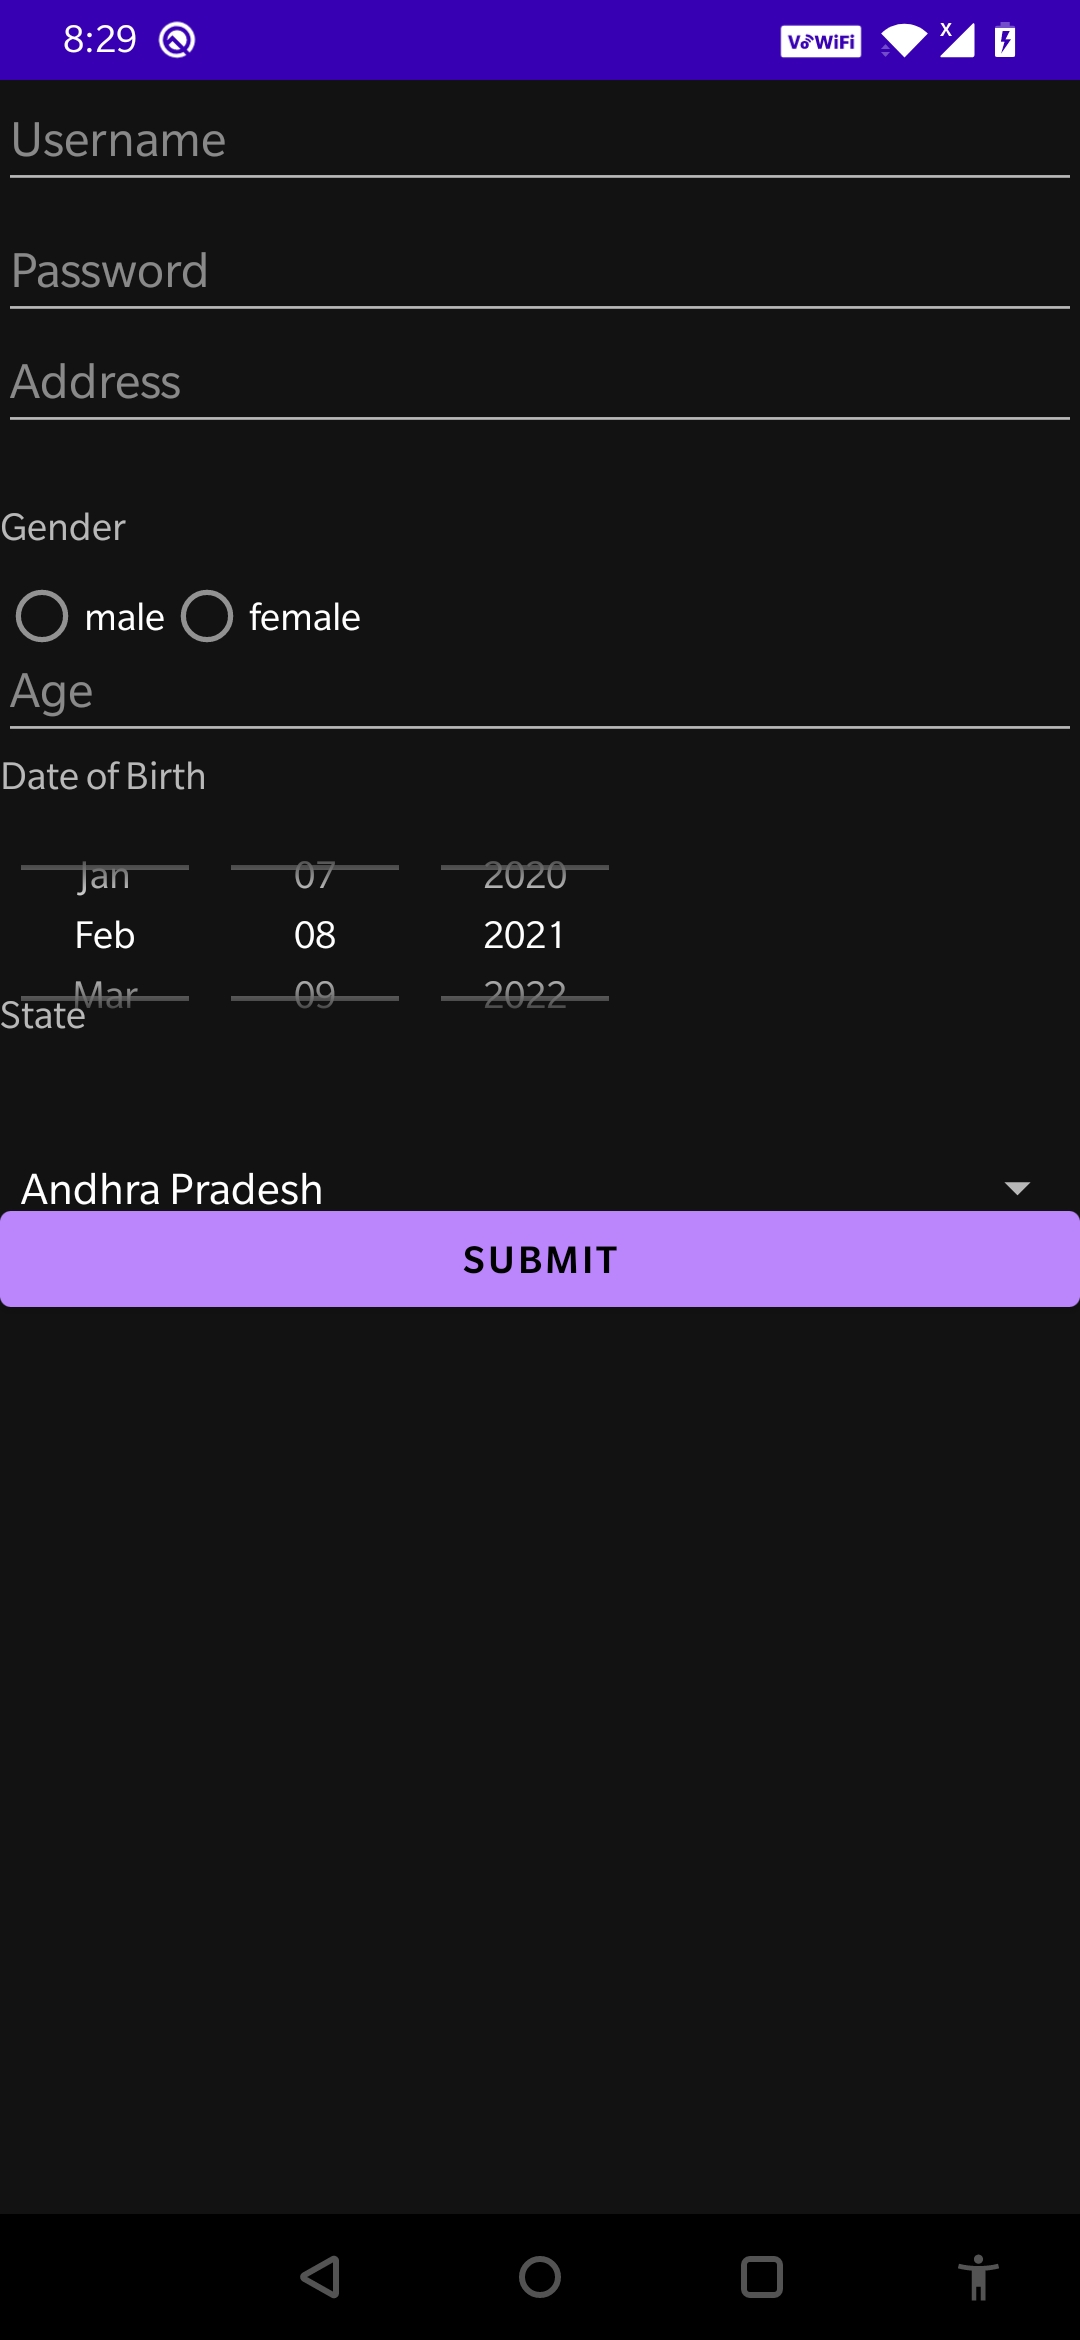 8:29 VoWiFi X
Username
Password
Address
Gender
male female
Age
Date of Birth
Jan 07 2020
Feb 08 2021
Mar 09 2022
State
Andhra Pradesh
SUBMIT